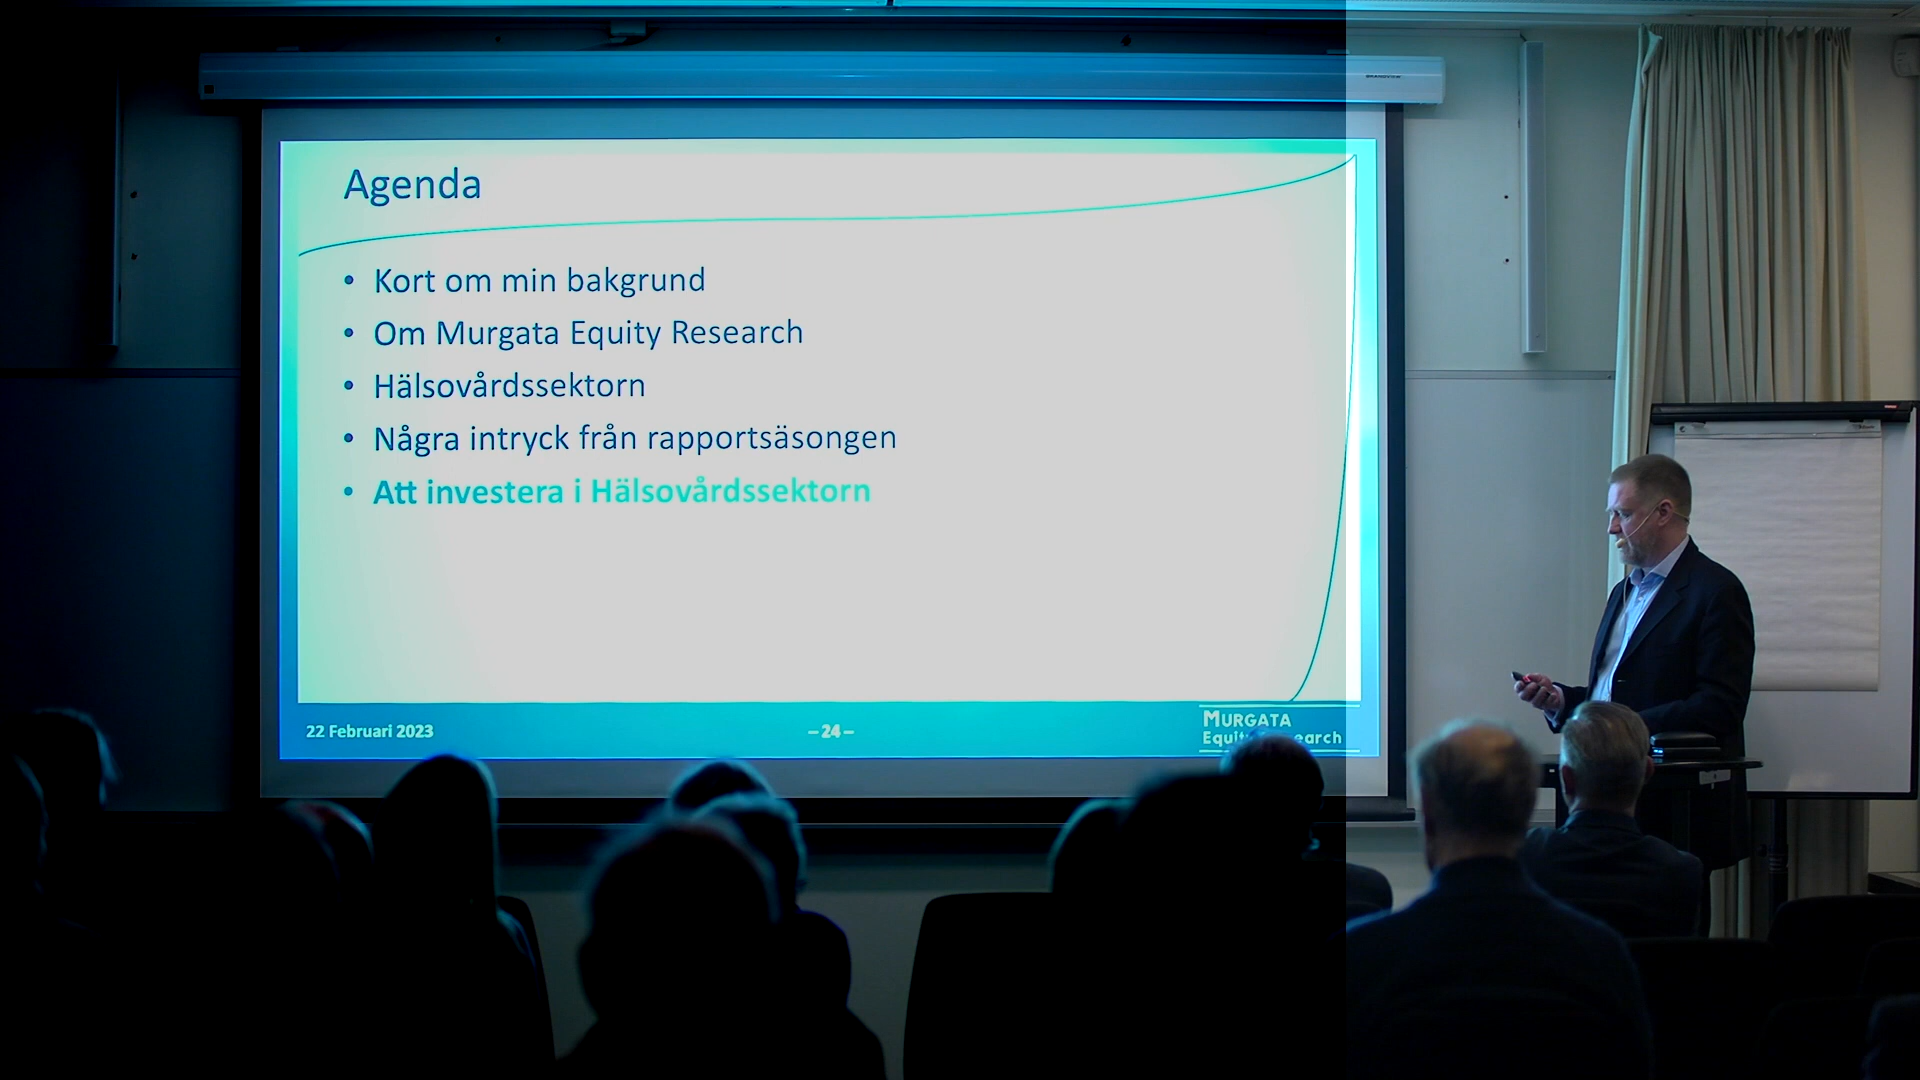 Agenda
• Kort om min bakgrund
• Om Murgata Equity Research
• Hälsovårdssektorn
• Några intryck från rapportsäsongen
• Att investera i Hälsovårdssektorn
22 Februari 2023
– 24 –
MURGATA
Equity